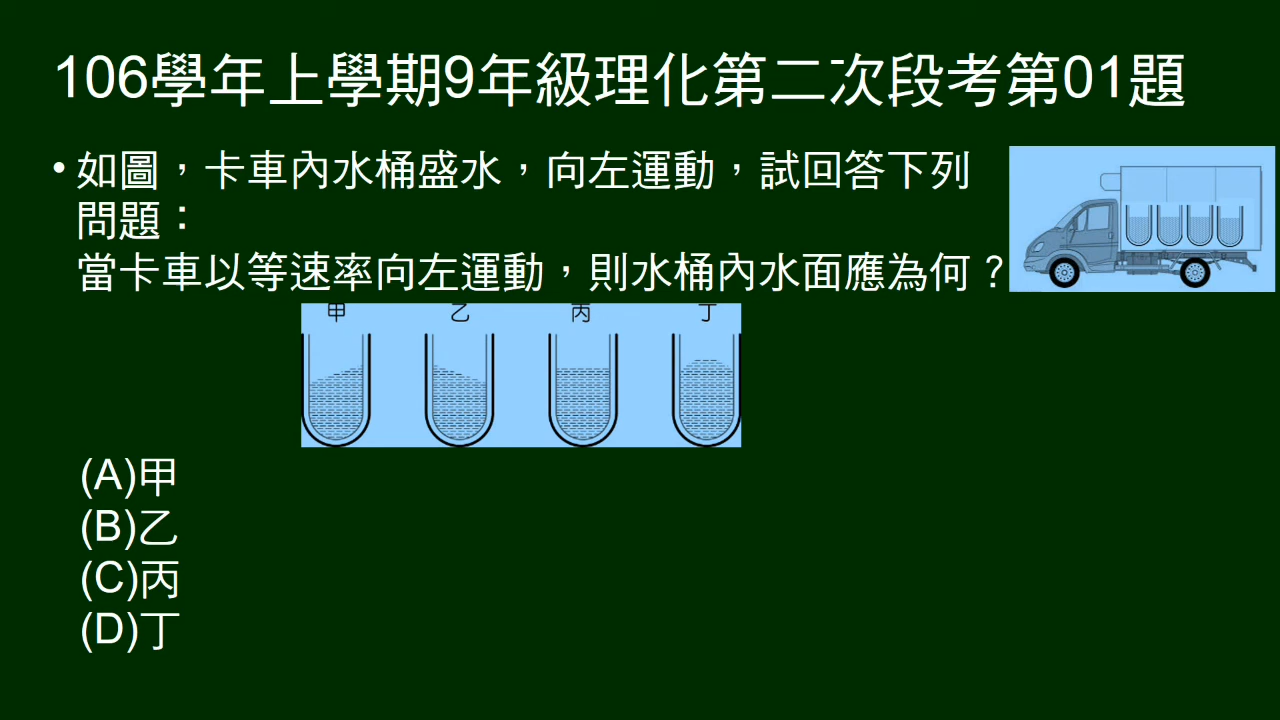 106學年上學期9年級理化第二次段考第01題
•如圖，卡車內水桶盛水，向左運動，試回答下列
問題：
當卡車以等速率向左運動，則水桶內水面應為何？
甲 乙 丙 丁
(A)甲
(B)乙
(C)丙
(D)丁